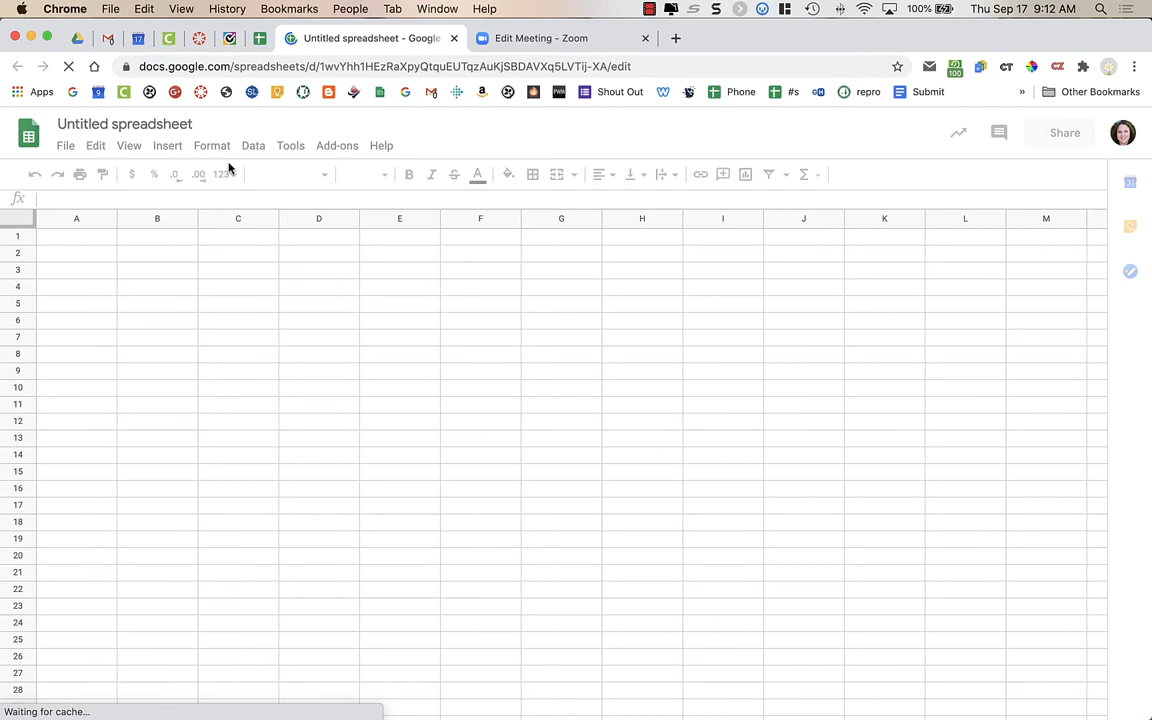 Chrome File Edit View History Bookmarks People Tab Window Help 100% Thu Sep 17 9:12 AM
Untitled spreadsheet - Google Edit Meeting - Zoom
docs.google.com/spreadsheets/d/1wvYhh1HEzRaXpyQtquEUTqzAuKjSBDAVXq5LVTij-XA/edit 100 CT CZ
Apps Shout Out Phone #s repro Submit » Other Bookmarks
Untitled spreadsheet
File Edit View Insert Format Data Tools Add-ons Help
Share
$ % .0 .00 123 B I S A
fx
A B C D E F G H I J K L M
1
2
3
4
5
6
7
8
9
10
11
12
13
14
15
16
17
18
19
20
21
22
23
24
25
26
27
28
Waiting for cache...